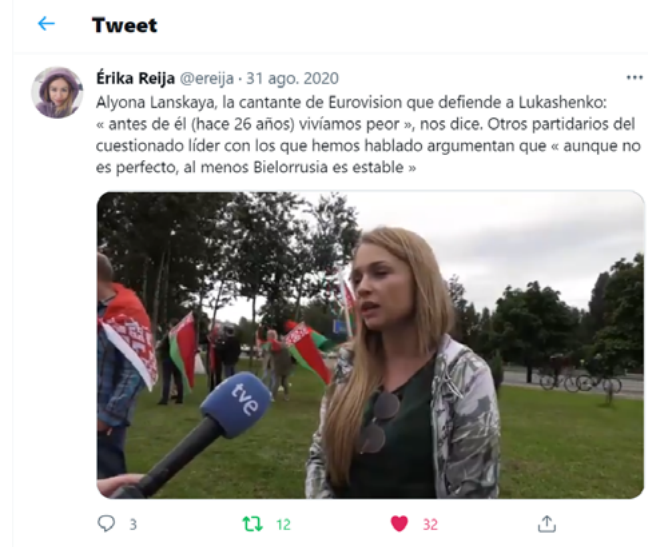 Tweet
Érika Reija @ereija · 31 ago. 2020
Alyona Lanskaya, la cantante de Eurovision que defiende a Lukashenko:
« antes de él (hace 26 años) vivíamos peor », nos dice. Otros partidarios del
cuestionado líder con los que hemos hablado argumentan que « aunque no
es perfecto, al menos Bielorrusia es estable »
tve
3 12 32